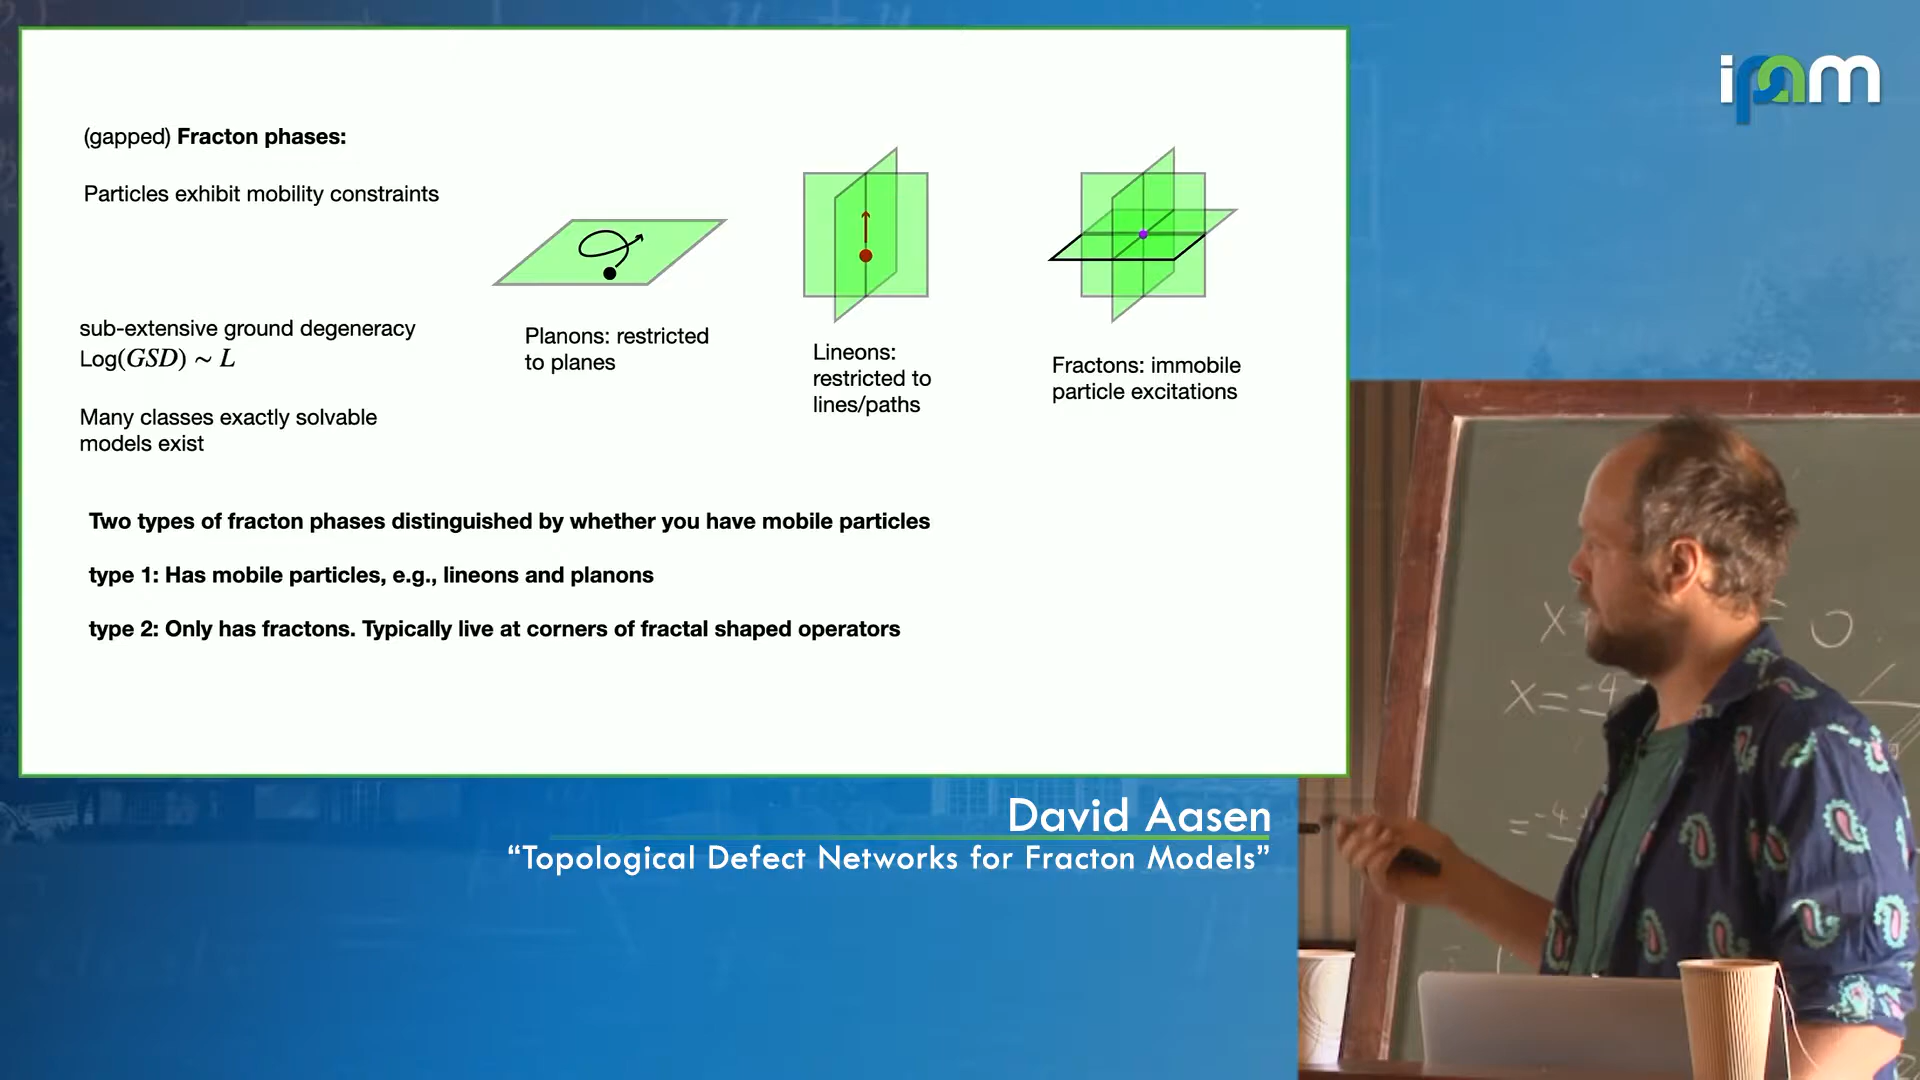 ipam
(gapped) Fracton phases:
Particles exhibit mobility constraints
sub-extensive ground degeneracy
Log(GSD) ~ L
Many classes exactly solvable
models exist
Planons: restricted
to planes
Lineons:
restricted to
lines/paths
Fractons: immobile
particle excitations
Two types of fracton phases distinguished by whether you have mobile particles
type 1: Has mobile particles, e.g., lineons and planons
type 2: Only has fractons. Typically live at corners of fractal shaped operators
David Aasen
“Topological Defect Networks for Fracton Models”
X
= 0
X = -4
= -4